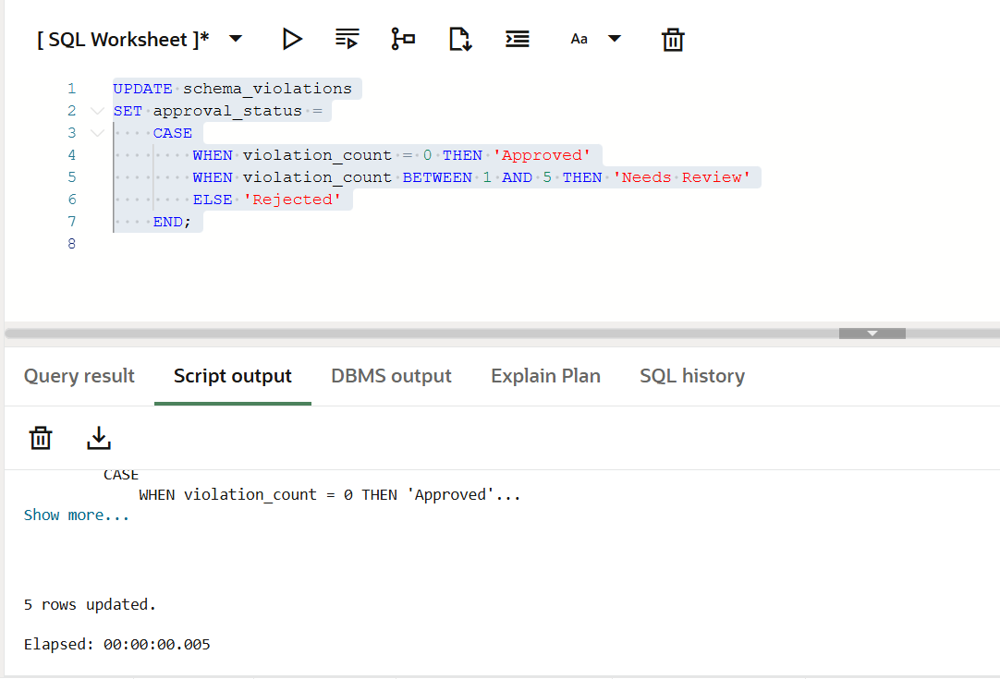 [ SQL Worksheet ]* Aa
1 UPDATE schema_violations
2 SET approval_status =
3 CASE
4 WHEN violation_count = 0 THEN 'Approved'
5 WHEN violation_count BETWEEN 1 AND 5 THEN 'Needs Review'
6 ELSE 'Rejected'
7 END;
8
Query result Script output DBMS output Explain Plan SQL history
CASE
WHEN violation_count = 0 THEN 'Approved'...
Show more...
5 rows updated.
Elapsed: 00:00:00.005